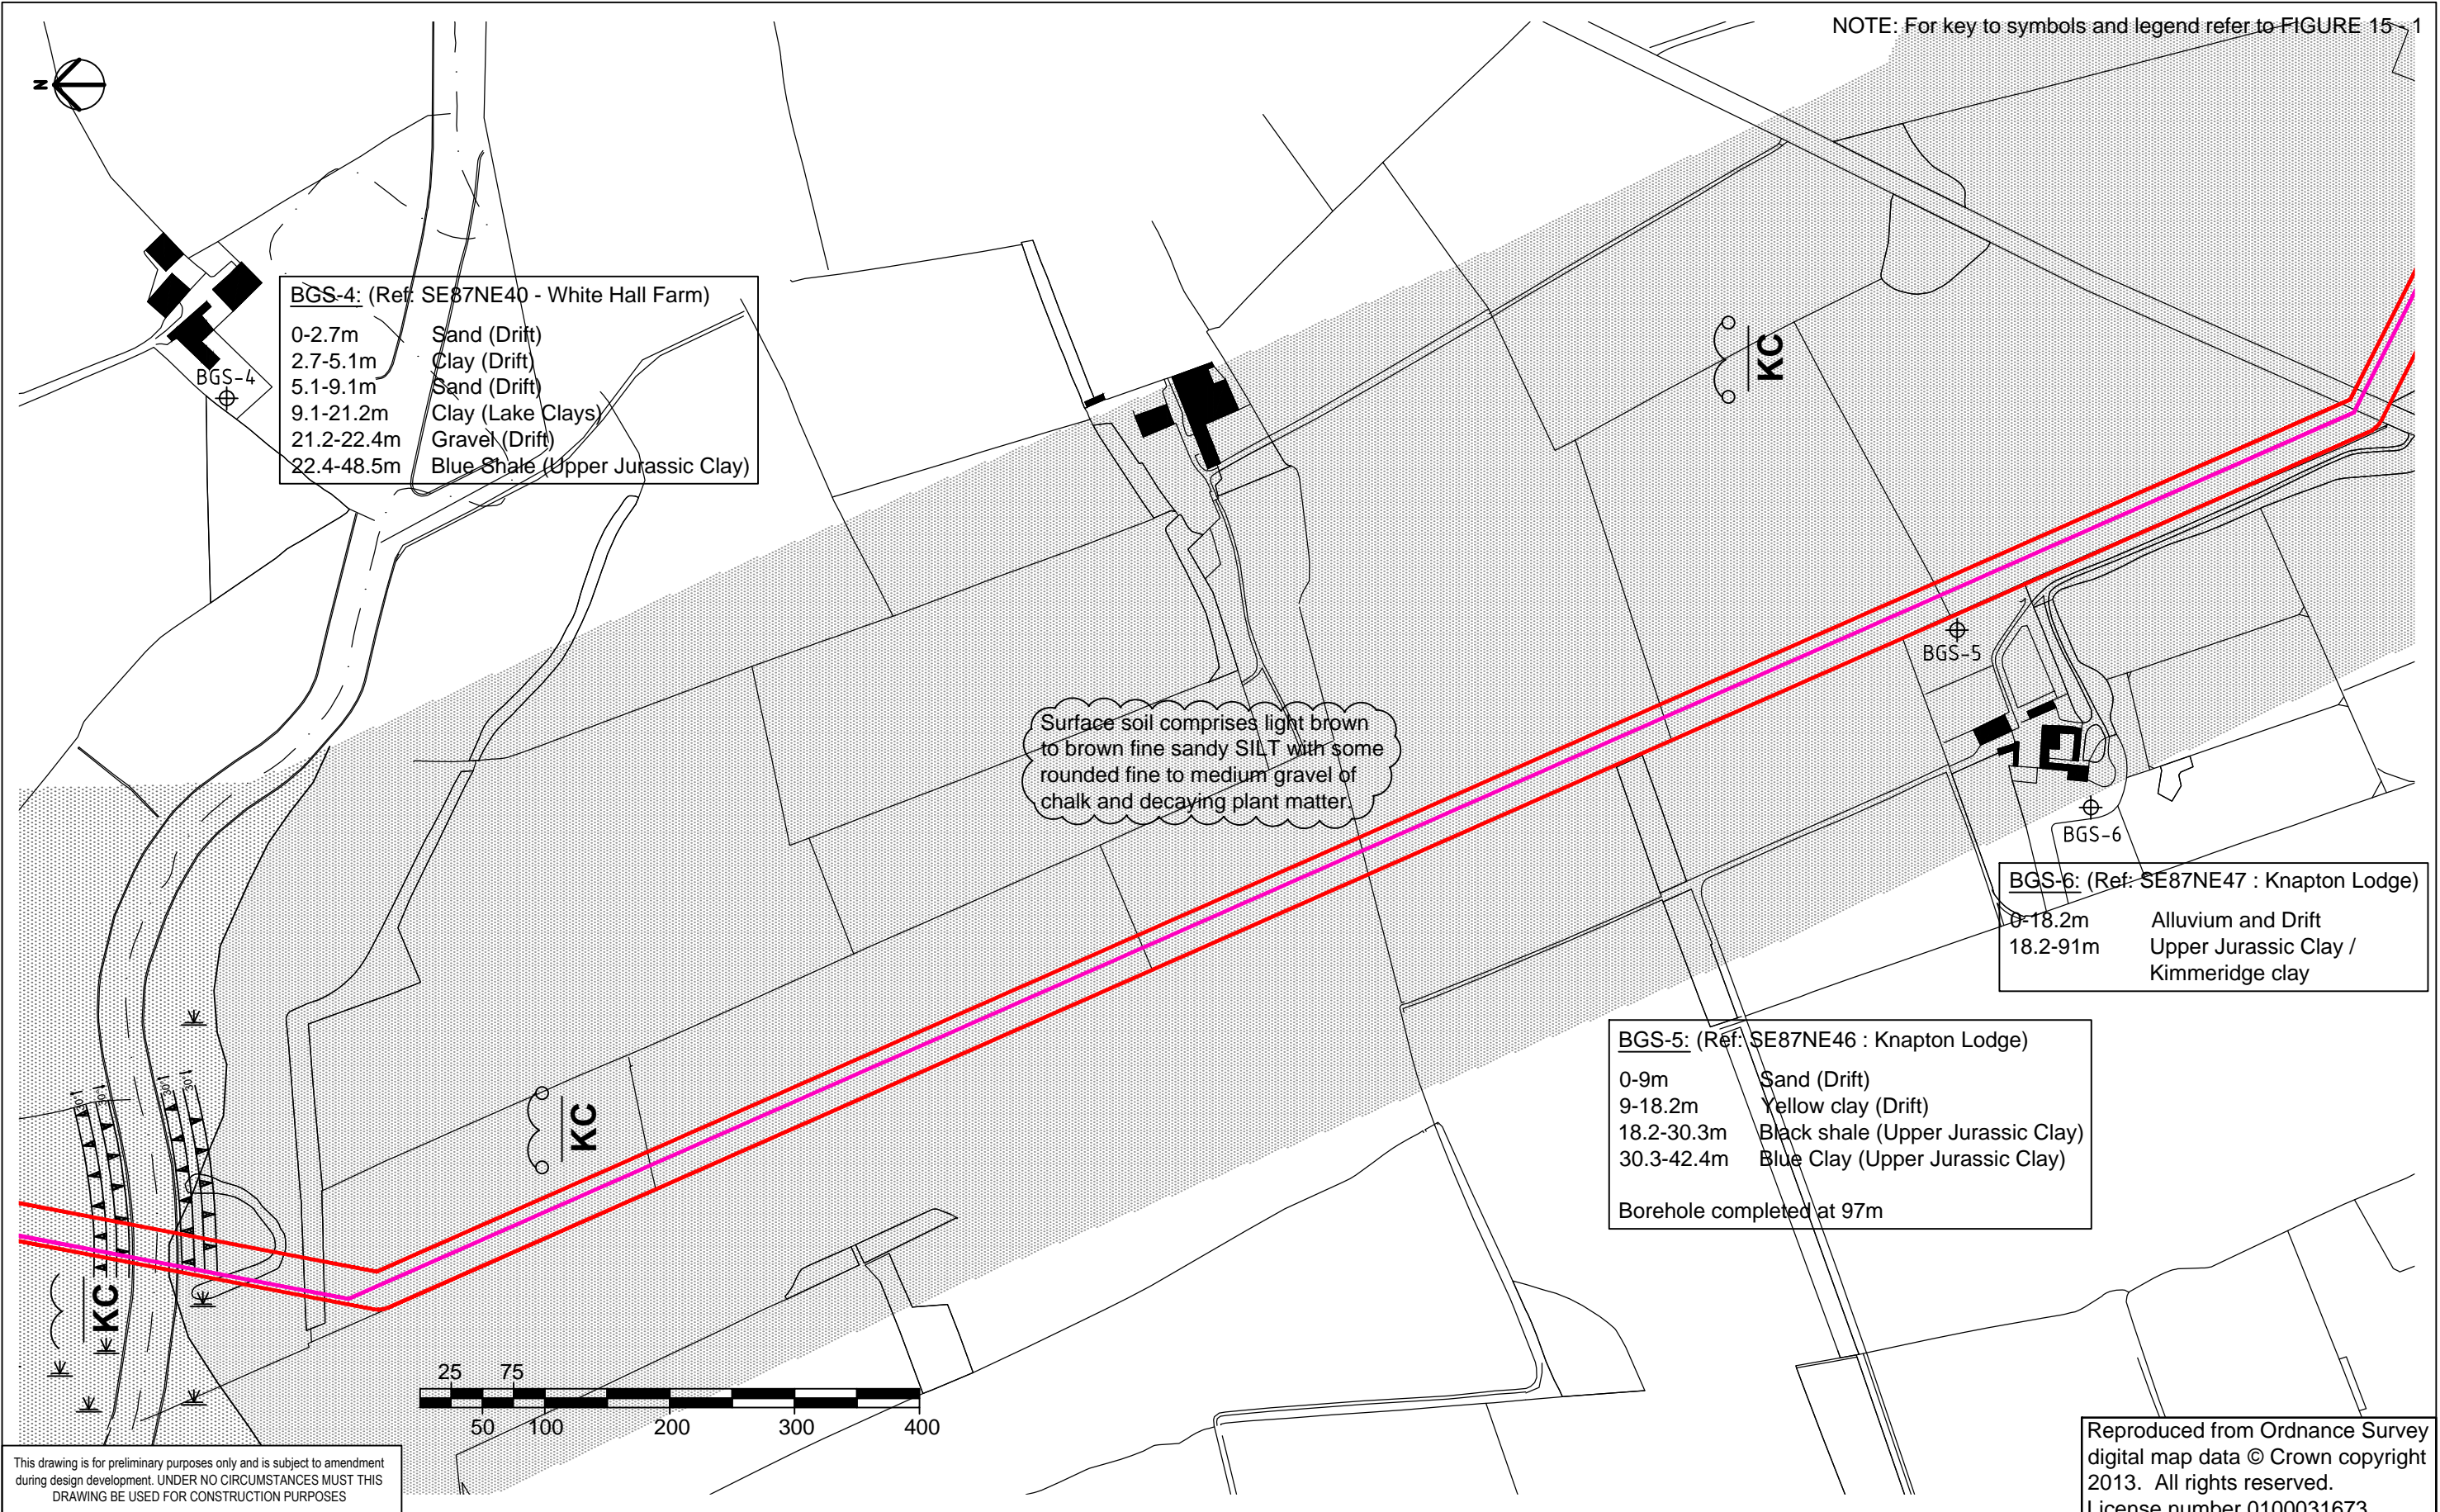 NOTE: For key to symbols and legend refer to FIGURE 15 - 1
N
BGS-4: (Ref: SE87NE40 - White Hall Farm)
0-2.7m Sand (Drift)
2.7-5.1m Clay (Drift)
5.1-9.1m Sand (Drift)
9.1-21.2m Clay (Lake Clays)
21.2-22.4m Gravel (Drift)
22.4-48.5m Blue Shale (Upper Jurassic Clay)
BGS-4
KC
BGS-5
Surface soil comprises light brown
to brown fine sandy SILT with some
rounded fine to medium gravel of
chalk and decaying plant matter.
BGS-6
BGS-6: (Ref: SE87NE47 : Knapton Lodge)
0-18.2m Alluvium and Drift
18.2-91m Upper Jurassic Clay /
Kimmeridge clay
BGS-5: (Ref: SE87NE46 : Knapton Lodge)
0-9m Sand (Drift)
9-18.2m Yellow clay (Drift)
18.2-30.3m Black shale (Upper Jurassic Clay)
30.3-42.4m Blue Clay (Upper Jurassic Clay)
Borehole completed at 97m
KC
KC
25 75
50 100 200 300 400
This drawing is for preliminary purposes only and is subject to amendment
during design development. UNDER NO CIRCUMSTANCES MUST THIS
DRAWING BE USED FOR CONSTRUCTION PURPOSES
Reproduced from Ordnance Survey
digital map data © Crown copyright
2013. All rights reserved.
License number 0100031673